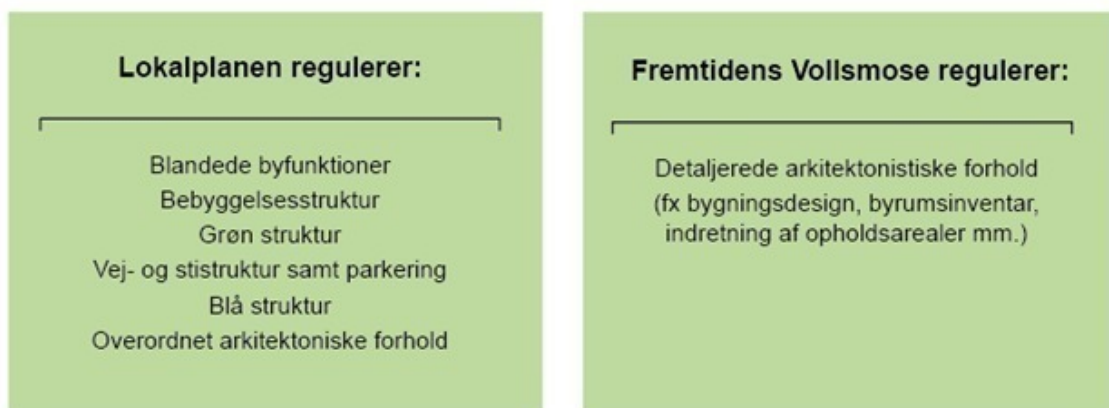 Lokalplanen regulerer:
Blandede byfunktioner
Bebyggelsesstruktur
Grøn struktur
Vej- og stistruktur samt parkering
Blå struktur
Overordnet arkitektoniske forhold
Fremtidens Vollsmose regulerer:
Detaljerede arkitektonistiske forhold
(fx bygningsdesign, byrumsinventar,
indretning af opholdsarealer mm.)